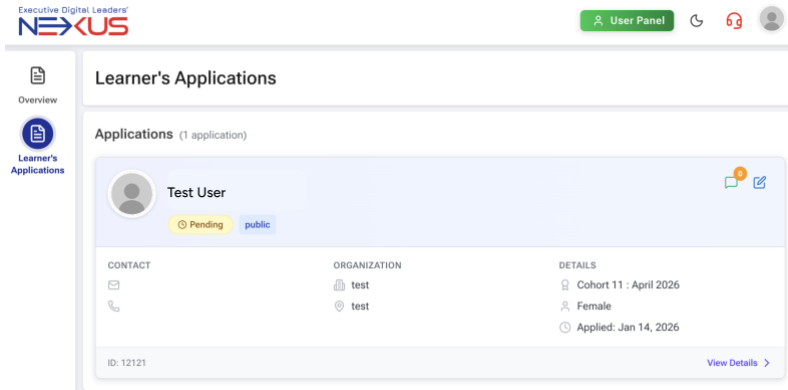 Executive Digital Leaders'
NEXUS
User Panel
Overview
Learner's
Applications
Learner's Applications
Applications (1 application)
0
Test User
Pending
public
CONTACT
ORGANIZATION
test
test
DETAILS
Cohort 11 : April 2026
Female
Applied: Jan 14, 2026
ID: 12121
View Details